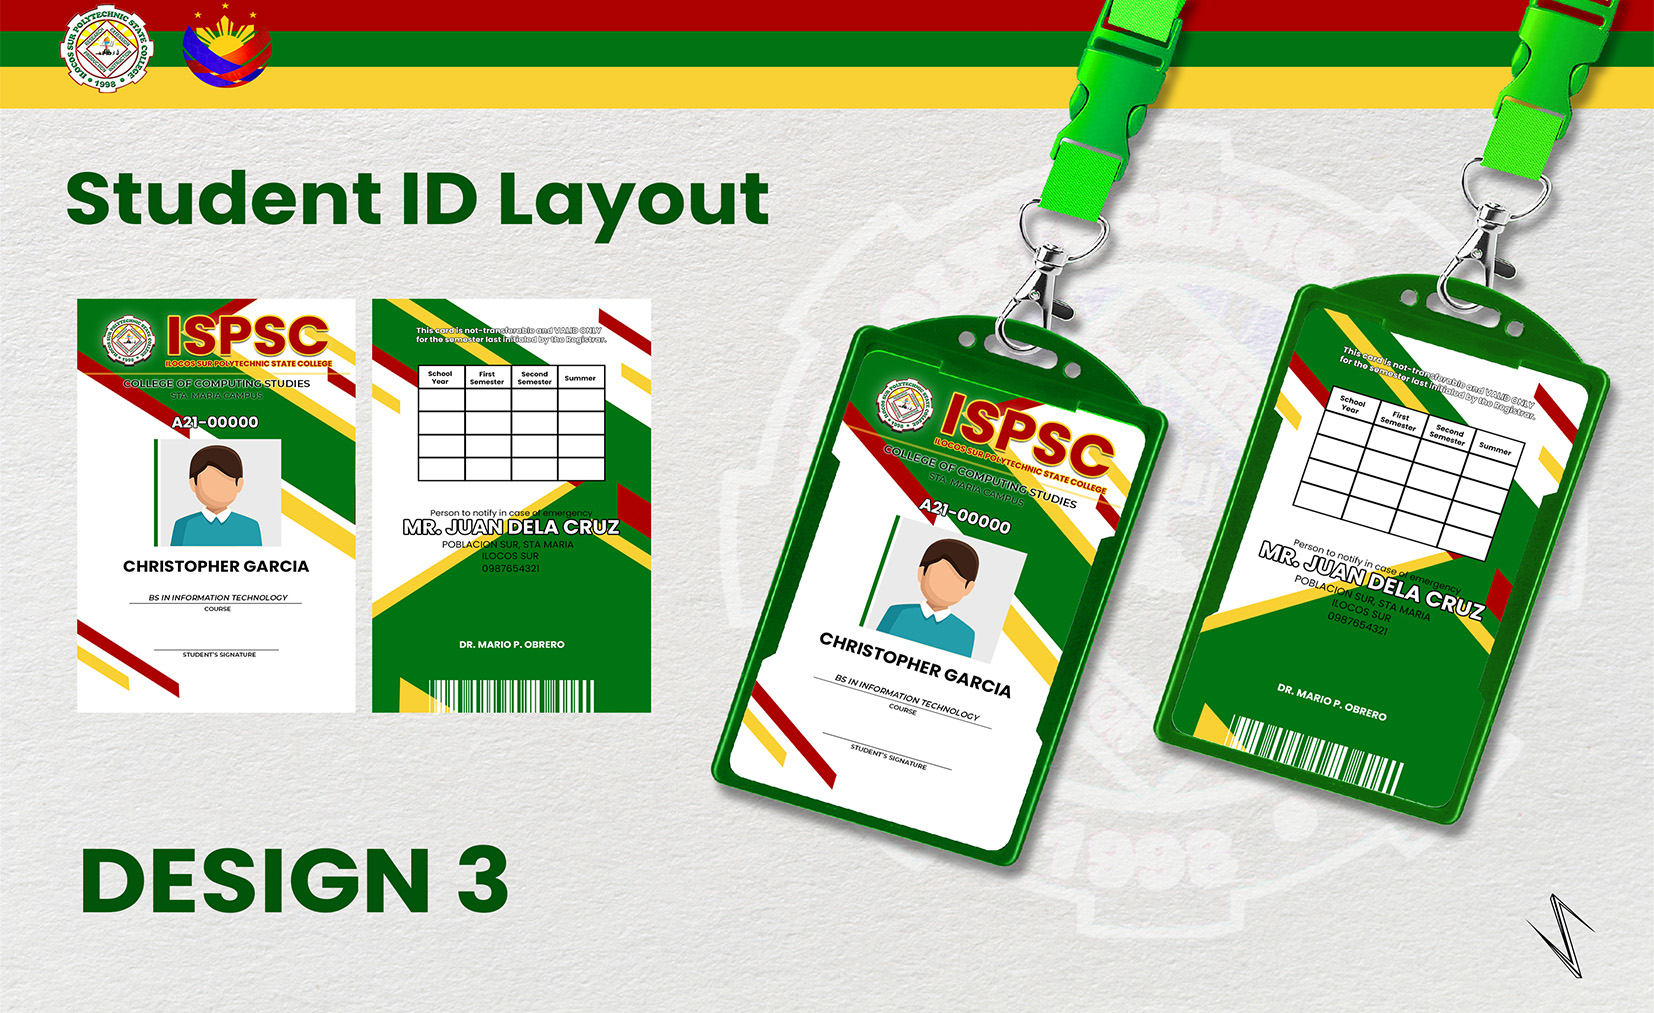 ILOCOS SUR POLYTECHNIC STATE COLLEGE
1998
Student ID Layout
ISPSC
ILOCOS SUR POLYTECHNIC STATE COLLEGE
COLLEGE OF COMPUTING STUDIES
STA. MARIA CAMPUS
A21-00000
CHRISTOPHER GARCIA
BS IN INFORMATION TECHNOLOGY
COURSE
STUDENT'S SIGNATURE
This card is not-transferable and VALID ONLY
for the semester last initiated by the Registrar.
School Year First Semester Second Semester Summer
Person to notify in case of emergency
MR. JUAN DELA CRUZ
POBLACION SUR, STA MARIA
ILOCOS SUR
0987654321
DR. MARIO P. OBRERO
ISPSC
ILOCOS SUR POLYTECHNIC STATE COLLEGE
COLLEGE OF COMPUTING STUDIES
STA. MARIA CAMPUS
A21-00000
CHRISTOPHER GARCIA
BS IN INFORMATION TECHNOLOGY
COURSE
STUDENT'S SIGNATURE
This card is not-transferable and VALID ONLY
for the semester last initiated by the Registrar.
School Year First Semester Second Semester Summer
Person to notify in case of emergency
MR. JUAN DELA CRUZ
POBLACION SUR, STA MARIA
ILOCOS SUR
0987654321
DR. MARIO P. OBRERO
1998
DESIGN 3